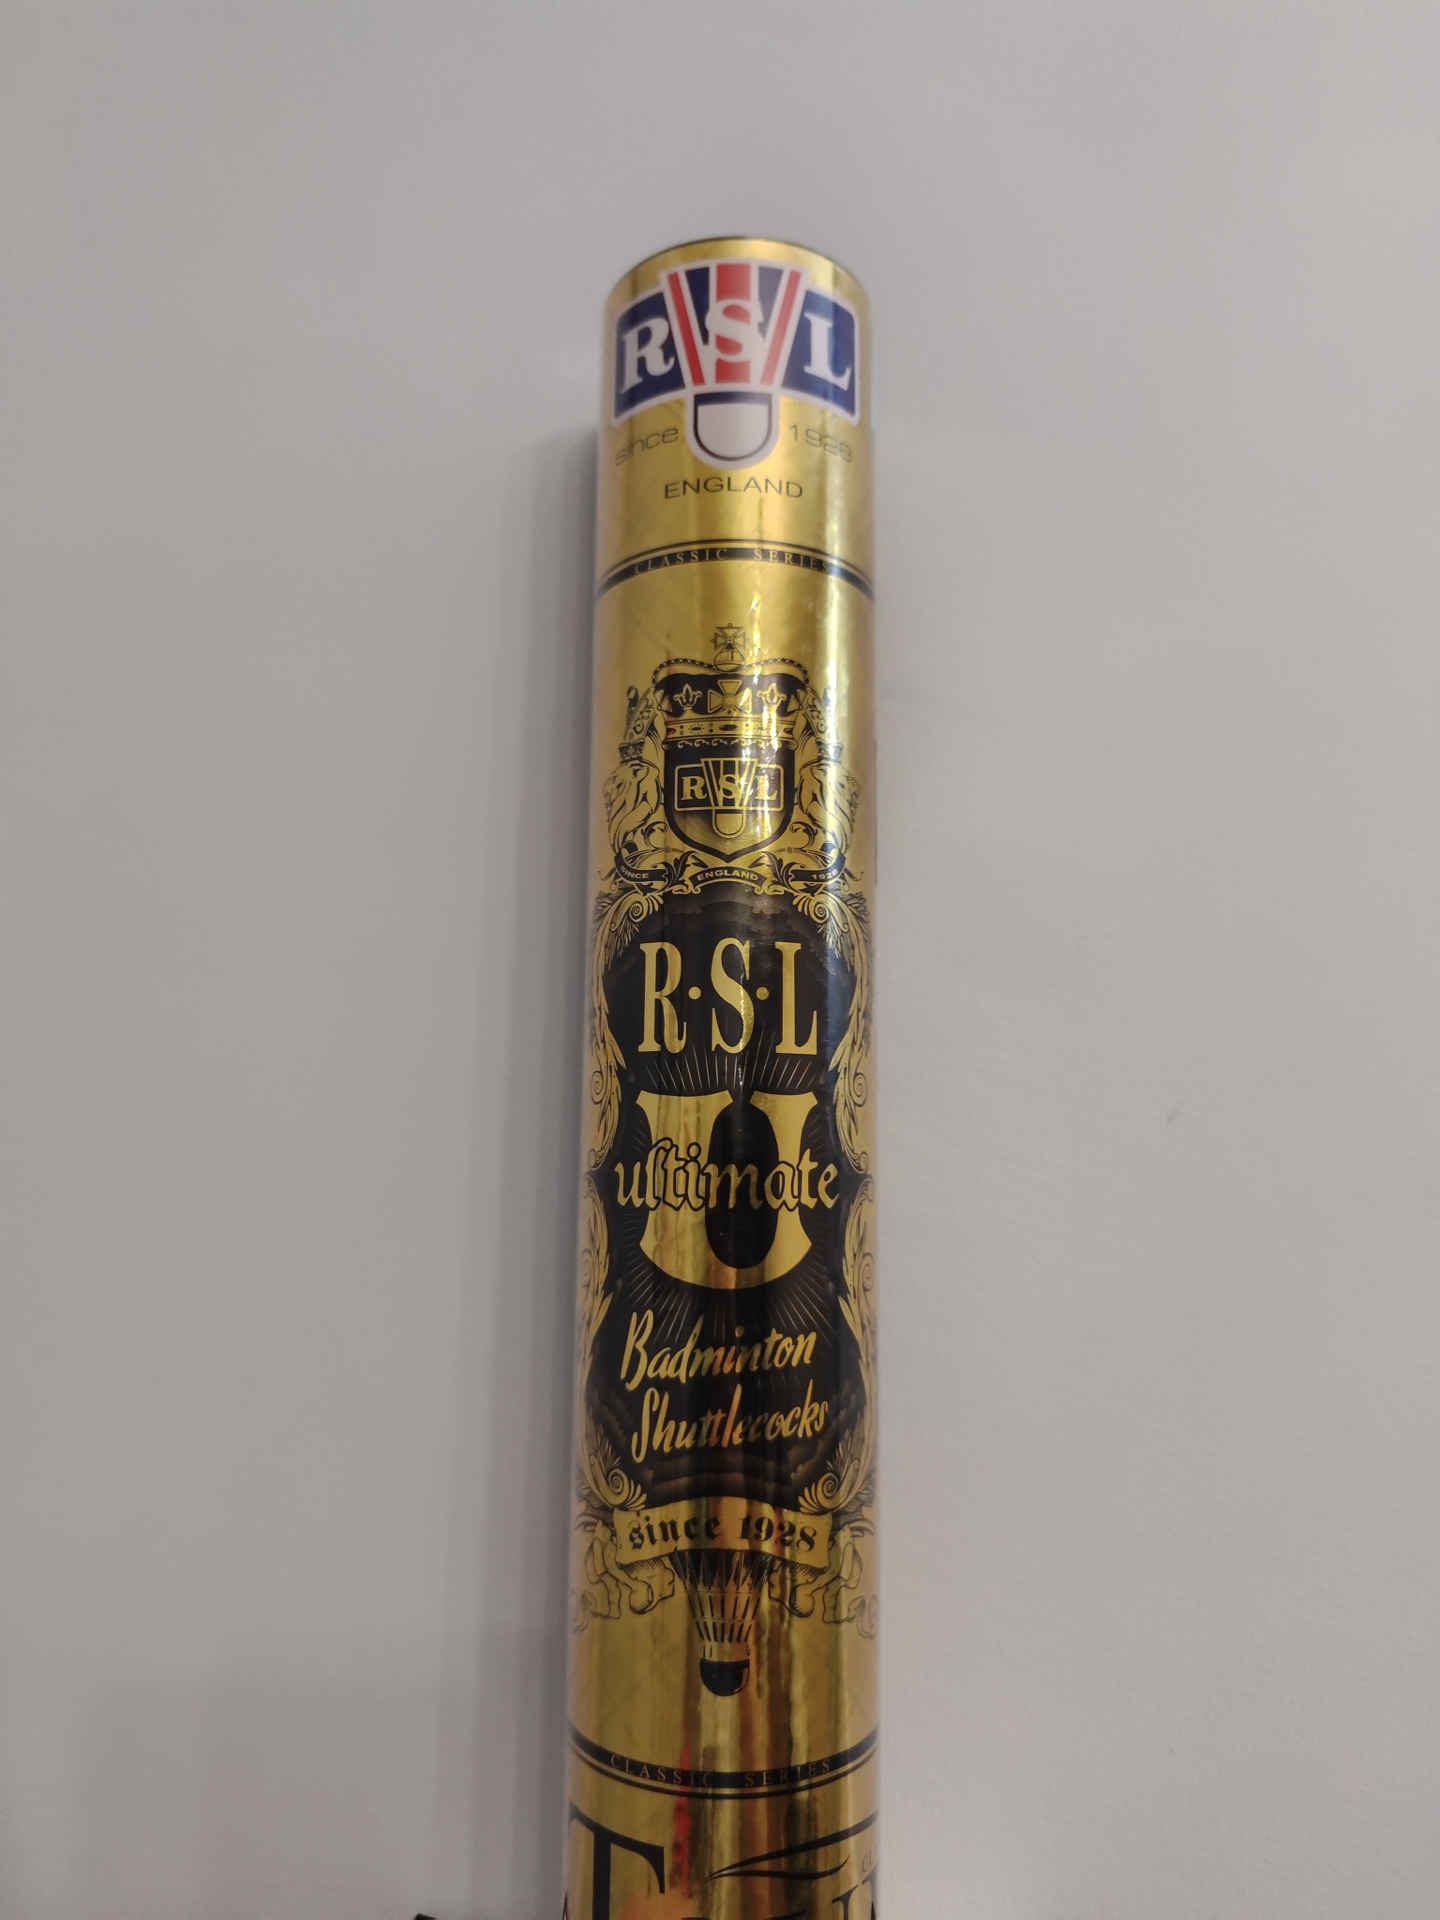 RSL
since 1928
ENGLAND
CLASSIC SERIES
RSL
SINCE ENGLAND 1928
R·S·L
U
ultimate
Badminton
Shuttlecocks
since 1928
CLASSIC SERIES